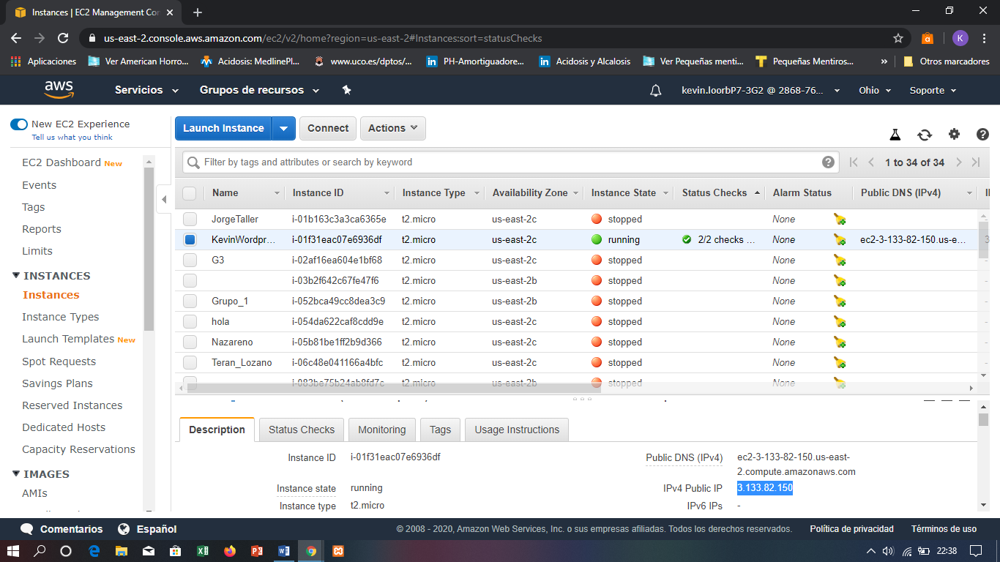 Instances | EC2 Management Con
us-east-2.console.aws.amazon.com/ec2/v2/home?region=us-east-2#Instances:sort=statusChecks
K
Aplicaciones Ver American Horro... Acidosis: MedlinePl... www.uco.es/dptos/... PH-Amortiguadore... Acidosis y Alcalosis Ver Pequeñas menti... Pequeñas Mentiros... » Otros marcadores
aws Servicios Grupos de recursos kevin.loorbP7-3G2 @ 2868-76... Ohio Soporte
New EC2 Experience
Tell us what you think
EC2 Dashboard New
Events
Tags
Reports
Limits
INSTANCES
Instances
Instance Types
Launch Templates New
Spot Requests
Savings Plans
Reserved Instances
Dedicated Hosts
Capacity Reservations
IMAGES
AMIs
Launch Instance Connect Actions
Filter by tags and attributes or search by keyword 1 to 34 of 34
Name Instance ID Instance Type Availability Zone Instance State Status Checks Alarm Status Public DNS (IPv4)
JorgeTaller i-01b163c3a3ca6365e t2.micro us-east-2c stopped None
KevinWordpr... i-01f31eac07e6936df t2.micro us-east-2c running 2/2 checks ... None ec2-3-133-82-150.us-e...
G3 i-02af16ea604e1bf68 t2.micro us-east-2c stopped None
i-03b2f642c67fe47f6 t2.micro us-east-2b stopped None
Grupo_1 i-052bca49cc8dea3c9 t2.micro us-east-2b stopped None
hola i-054da622caf8cdd9e t2.micro us-east-2c stopped None
Nazareno i-05b81be1ff2b9d366 t2.micro us-east-2c stopped None
Teran_Lozano i-06c48e041166a4bfc t2.micro us-east-2c stopped None
i-083be75b24ab8fd7c t2.micro us-east-2b stopped None
Description Status Checks Monitoring Tags Usage Instructions
Instance ID i-01f31eac07e6936df
Instance state running
Instance type t2.micro
Public DNS (IPv4) ec2-3-133-82-150.us-east-
2.compute.amazonaws.com
IPv4 Public IP 3.133.82.150
IPv6 IPs -
Comentarios Español © 2008 - 2020, Amazon Web Services, Inc. o sus empresas afiliadas. Todos los derechos reservados. Política de privacidad Términos de uso
22:38